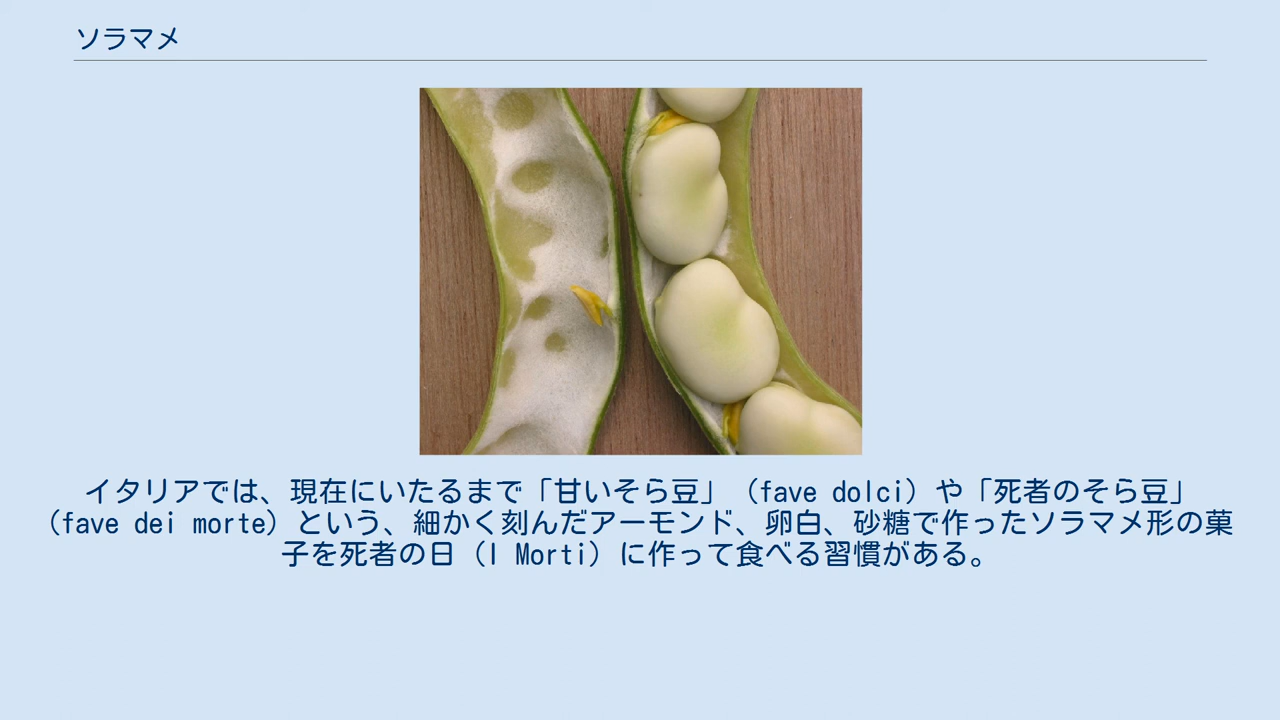 ソラマメ
イタリアでは、現在にいたるまで「甘いそら豆」（fave dolci）や「死者のそら豆」
（fave dei morte）という、細かく刻んだアーモンド、卵白、砂糖で作ったソラマメ形の菓
子を死者の日（I Morti）に作って食べる習慣がある。